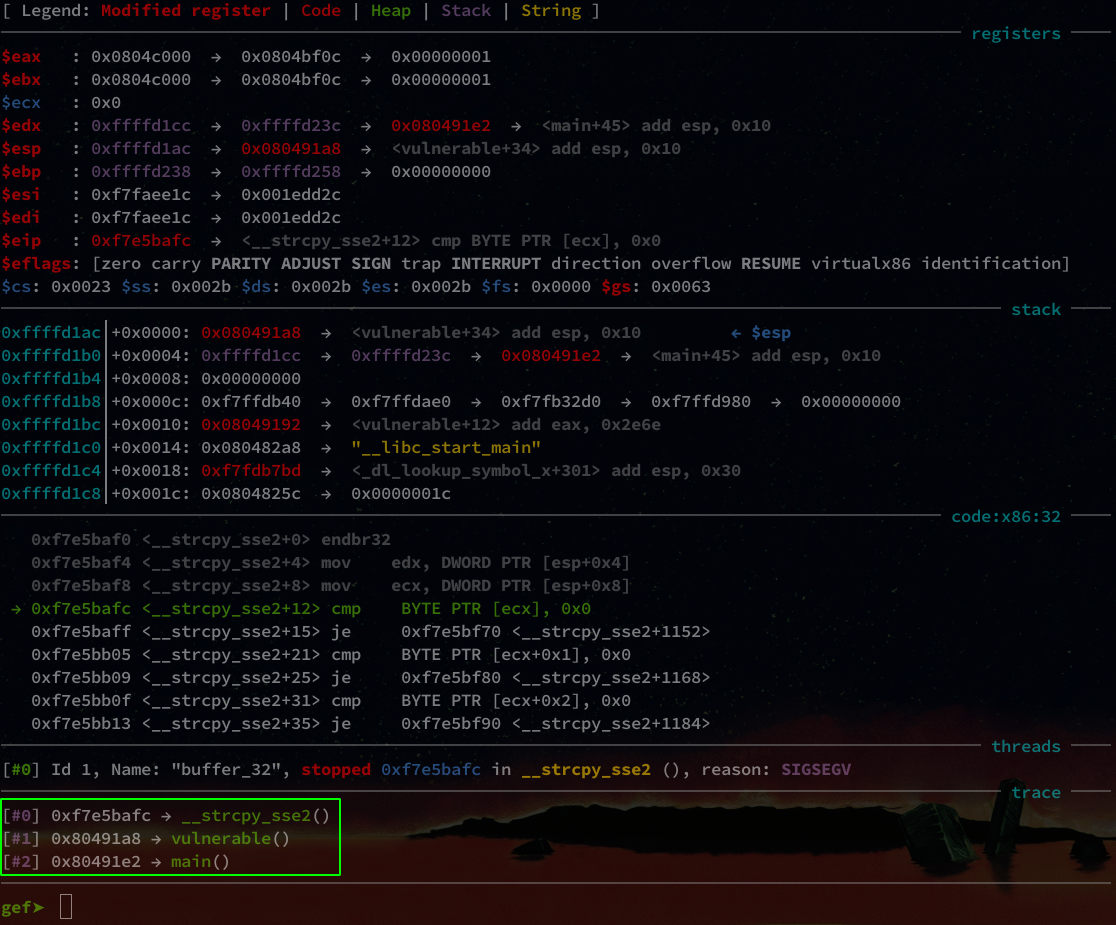 [ Legend: Modified register | Code | Heap | Stack | String ]
registers
$eax   : 0x0804c000  →  0x0804bf0c  →  0x00000001
$ebx   : 0x0804c000  →  0x0804bf0c  →  0x00000001
$ecx   : 0x0
$edx   : 0xffffd1cc  →  0xffffd23c  →  0x080491e2  →  <main+45> add esp, 0x10
$esp   : 0xffffd1ac  →  0x080491a8  →  <vulnerable+34> add esp, 0x10
$ebp   : 0xffffd238  →  0xffffd258  →  0x00000000
$esi   : 0xf7faee1c  →  0x001edd2c
$edi   : 0xf7faee1c  →  0x001edd2c
$eip   : 0xf7e5bafc  →  <__strcpy_sse2+12> cmp BYTE PTR [ecx], 0x0
$eflags: [zero carry PARITY ADJUST SIGN trap INTERRUPT direction overflow RESUME virtualx86 identification]
$cs: 0x0023 $ss: 0x002b $ds: 0x002b $es: 0x002b $fs: 0x0000 $gs: 0x0063
stack
0xffffd1ac│+0x0000: 0x080491a8  →  <vulnerable+34> add esp, 0x10         ← $esp
0xffffd1b0│+0x0004: 0xffffd1cc  →  0xffffd23c  →  0x080491e2  →  <main+45> add esp, 0x10
0xffffd1b4│+0x0008: 0x00000000
0xffffd1b8│+0x000c: 0xf7ffdb40  →  0xf7ffdae0  →  0xf7fb32d0  →  0xf7ffd980  →  0x00000000
0xffffd1bc│+0x0010: 0x08049192  →  <vulnerable+12> add eax, 0x2e6e
0xffffd1c0│+0x0014: 0x080482a8  →  "__libc_start_main"
0xffffd1c4│+0x0018: 0xf7fdb7bd  →  <_dl_lookup_symbol_x+301> add esp, 0x30
0xffffd1c8│+0x001c: 0x0804825c  →  0x0000001c
code:x86:32
0xf7e5baf0 <__strcpy_sse2+0> endbr32
0xf7e5baf4 <__strcpy_sse2+4> mov    edx, DWORD PTR [esp+0x4]
0xf7e5baf8 <__strcpy_sse2+8> mov    ecx, DWORD PTR [esp+0x8]
→ 0xf7e5bafc <__strcpy_sse2+12> cmp    BYTE PTR [ecx], 0x0
0xf7e5baff <__strcpy_sse2+15> je     0xf7e5bf70 <__strcpy_sse2+1152>
0xf7e5bb05 <__strcpy_sse2+21> cmp    BYTE PTR [ecx+0x1], 0x0
0xf7e5bb09 <__strcpy_sse2+25> je     0xf7e5bf80 <__strcpy_sse2+1168>
0xf7e5bb0f <__strcpy_sse2+31> cmp    BYTE PTR [ecx+0x2], 0x0
0xf7e5bb13 <__strcpy_sse2+35> je     0xf7e5bf90 <__strcpy_sse2+1184>
threads
[#0] Id 1, Name: "buffer_32", stopped 0xf7e5bafc in __strcpy_sse2 (), reason: SIGSEGV
trace
[#0] 0xf7e5bafc → __strcpy_sse2()
[#1] 0x80491a8 → vulnerable()
[#2] 0x80491e2 → main()
gef➤